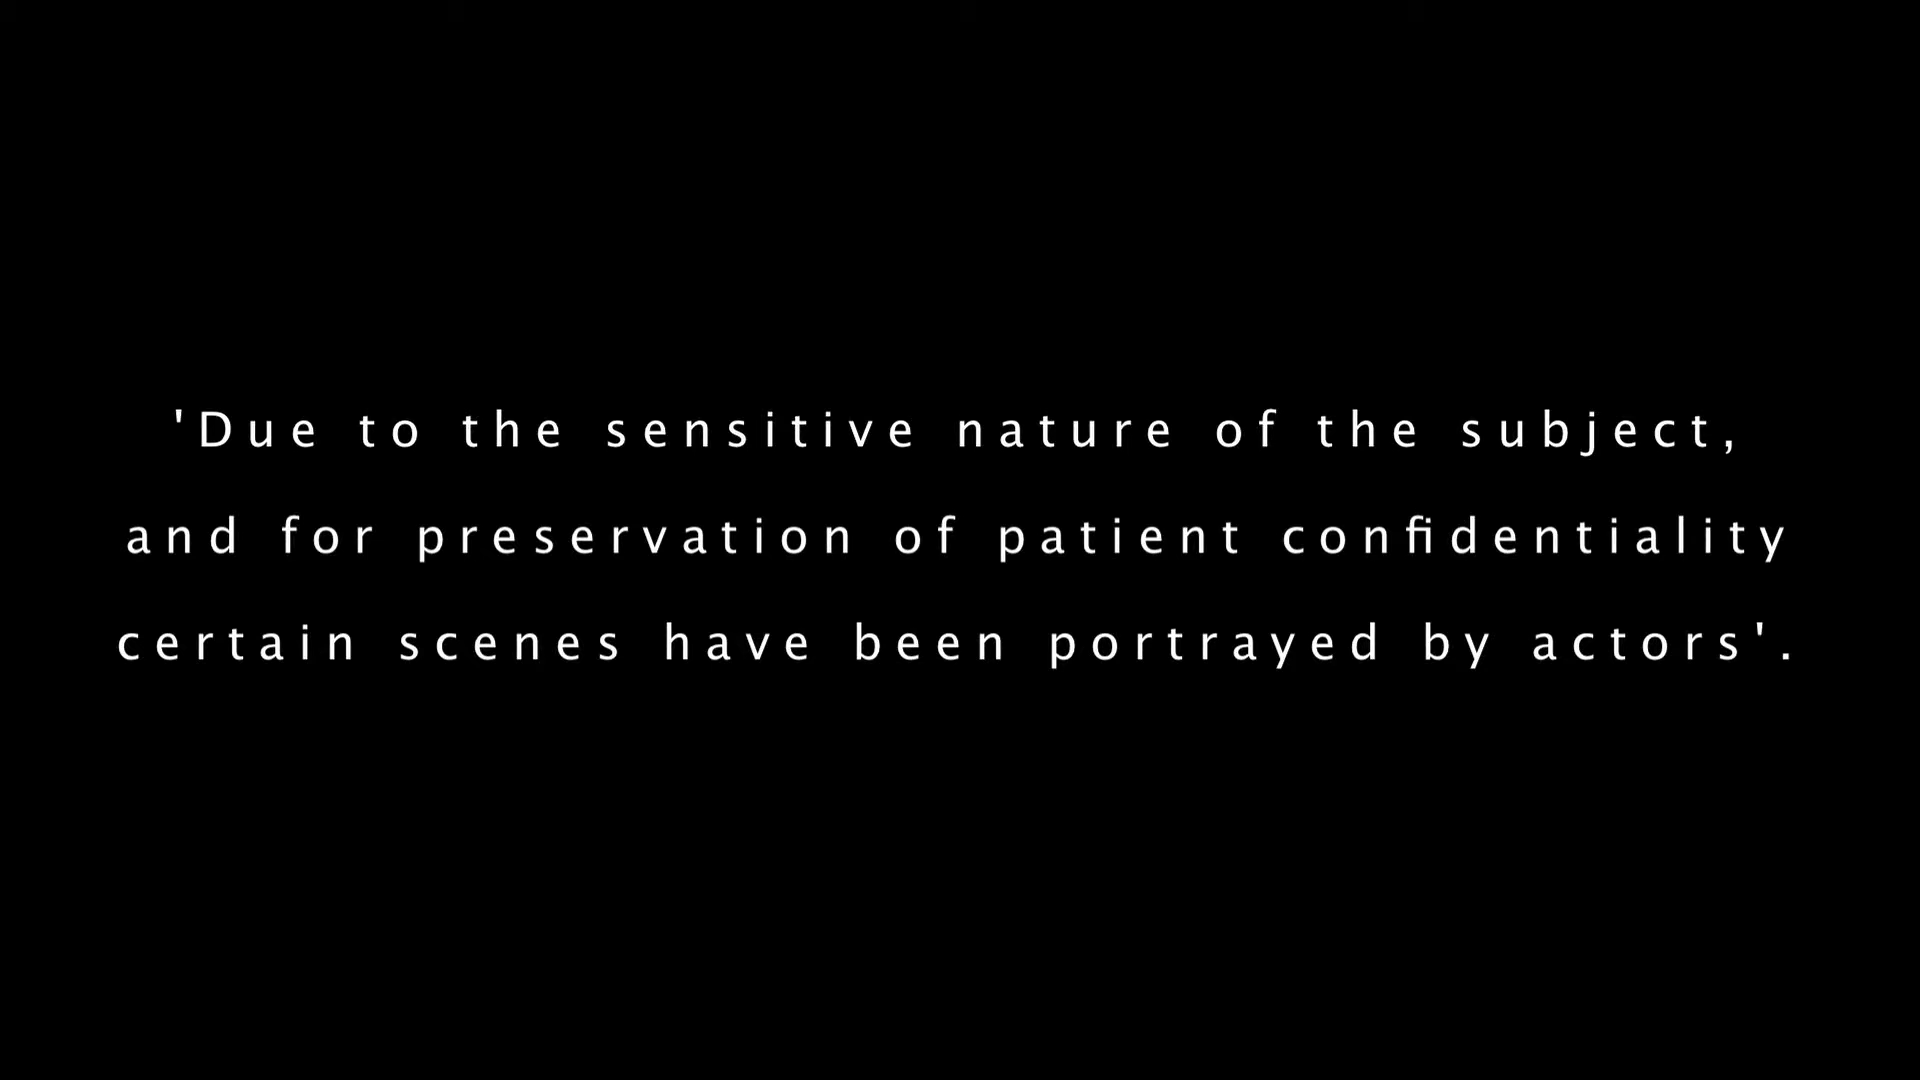 'Due to the sensitive nature of the subject,
and for preservation of patient confidentiality
certain scenes have been portrayed by actors'.